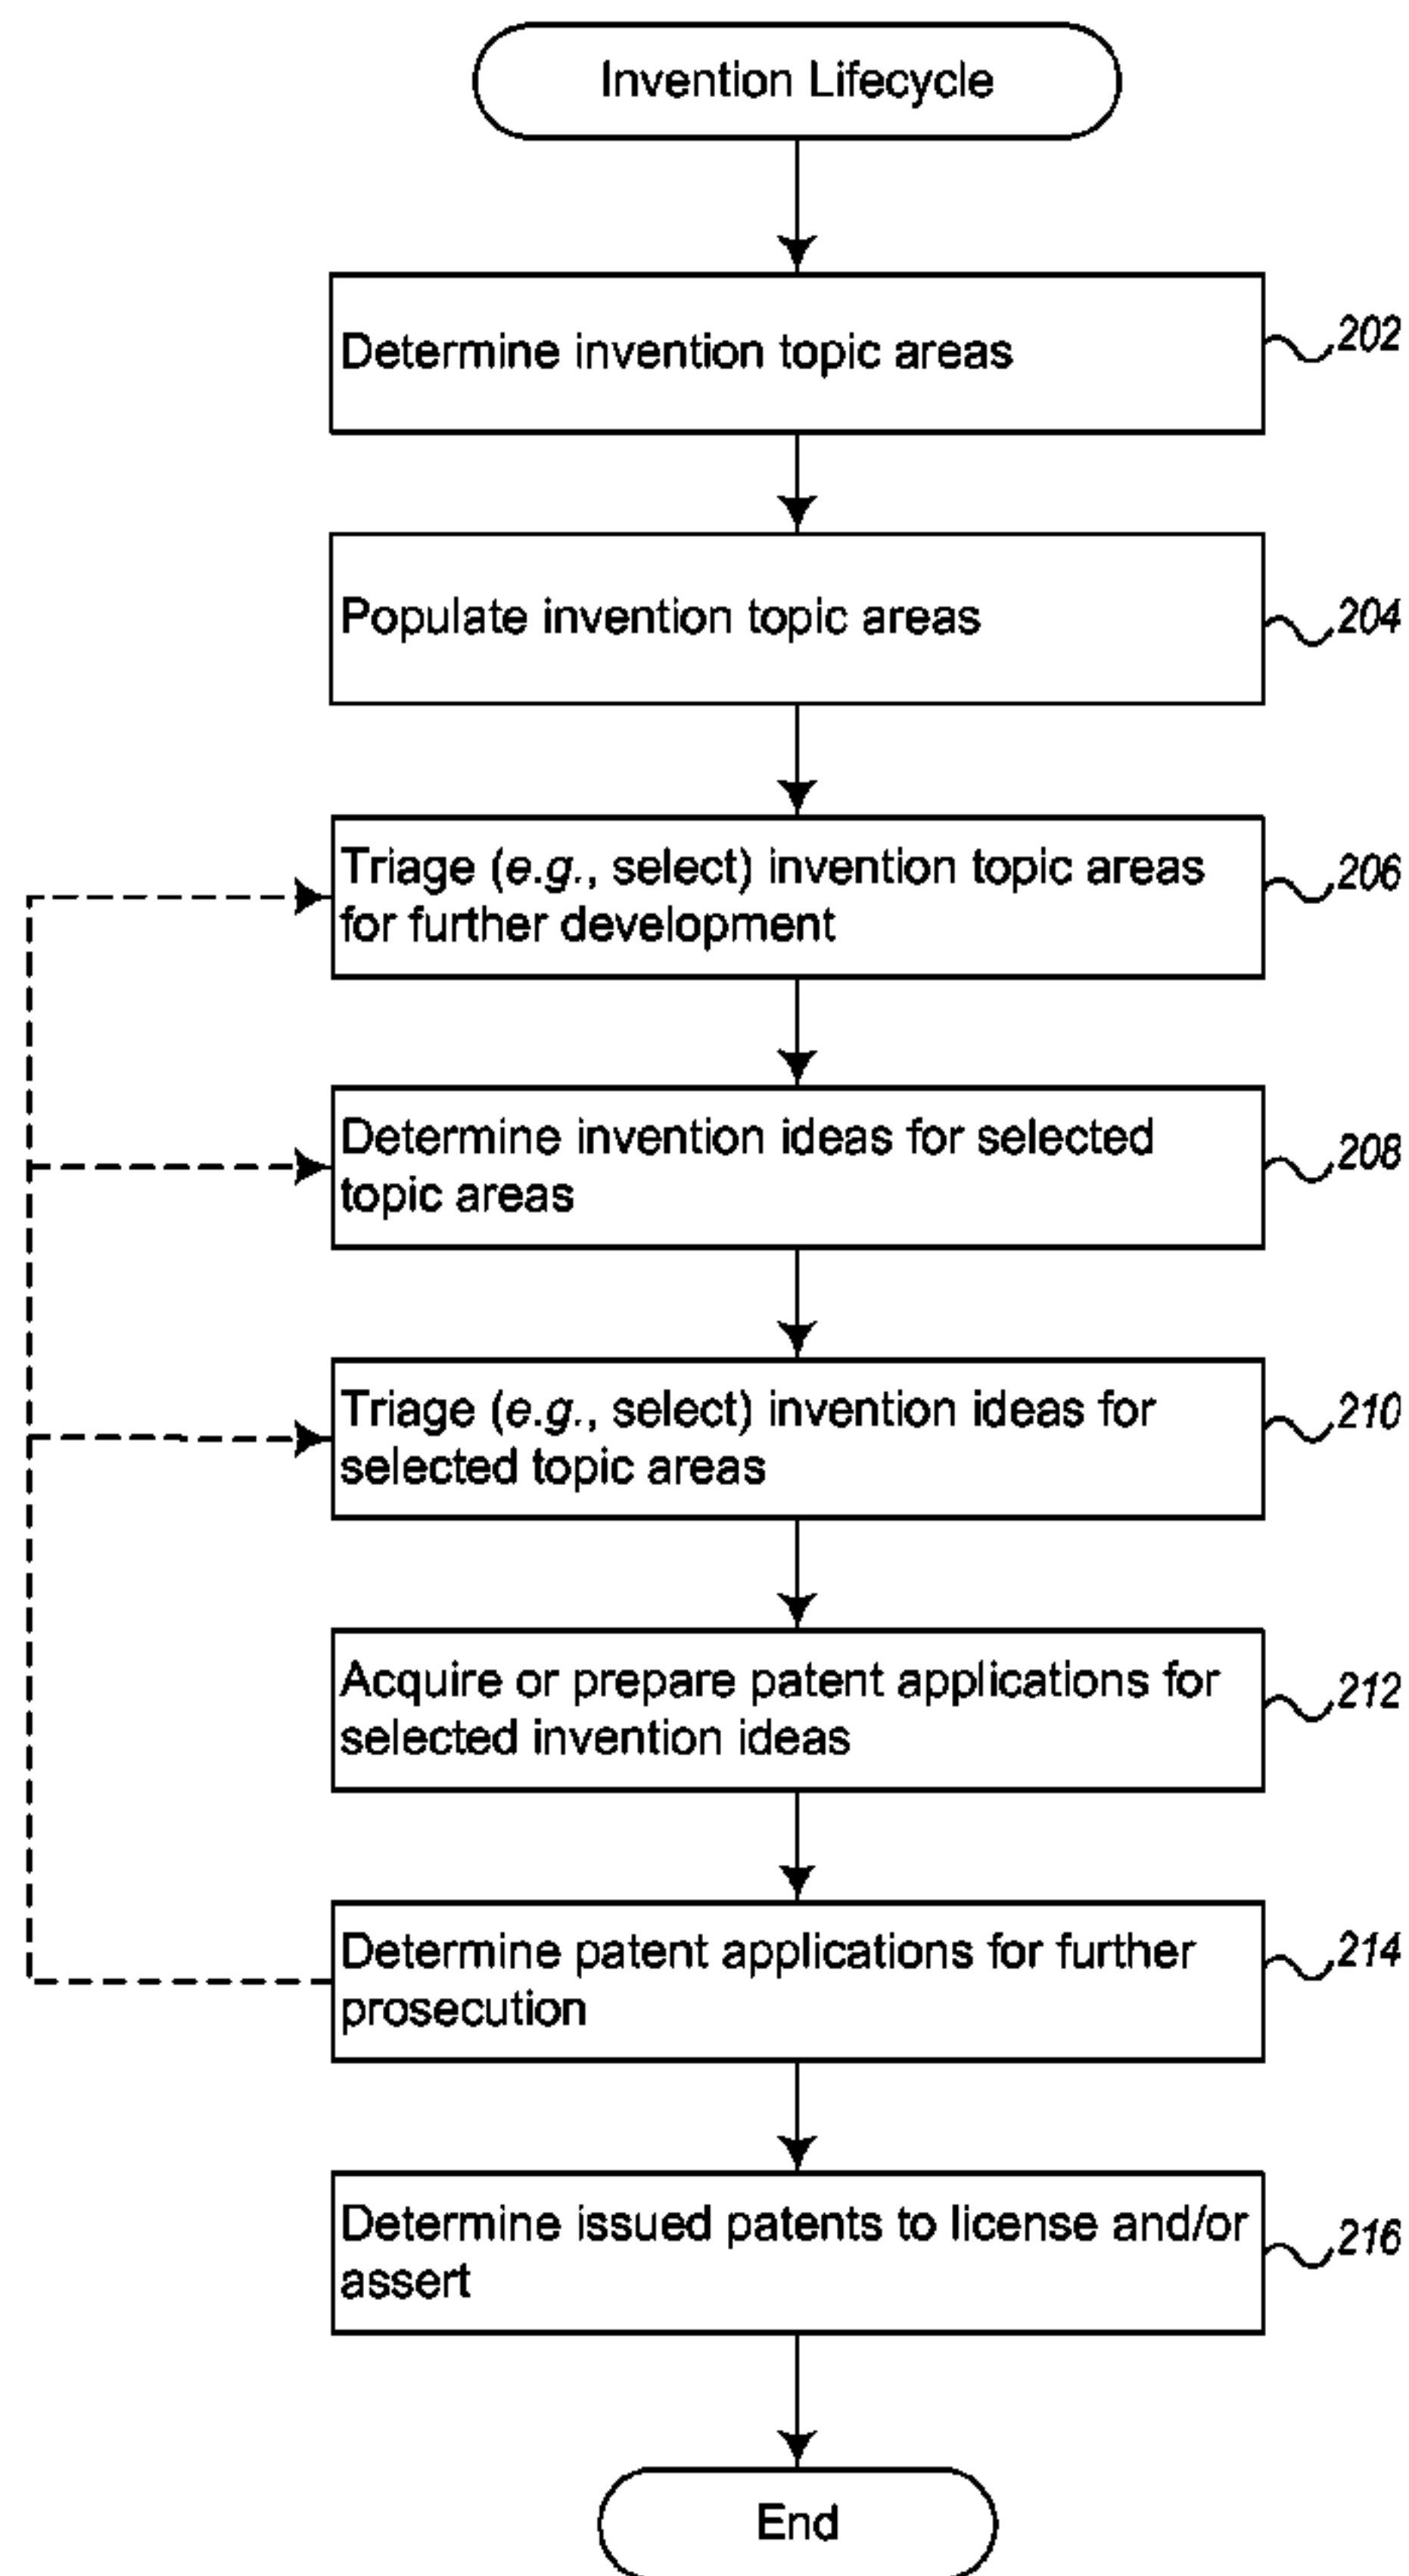 Invention Lifecycle
Determine invention topic areas
202
Populate invention topic areas
204
Triage (e.g., select) invention topic areas
for further development
206
Determine invention ideas for selected
topic areas
208
Triage (e.g., select) invention ideas for
selected topic areas
210
Acquire or prepare patent applications for
selected invention ideas
212
Determine patent applications for further
prosecution
214
Determine issued patents to license and/or
assert
216
End